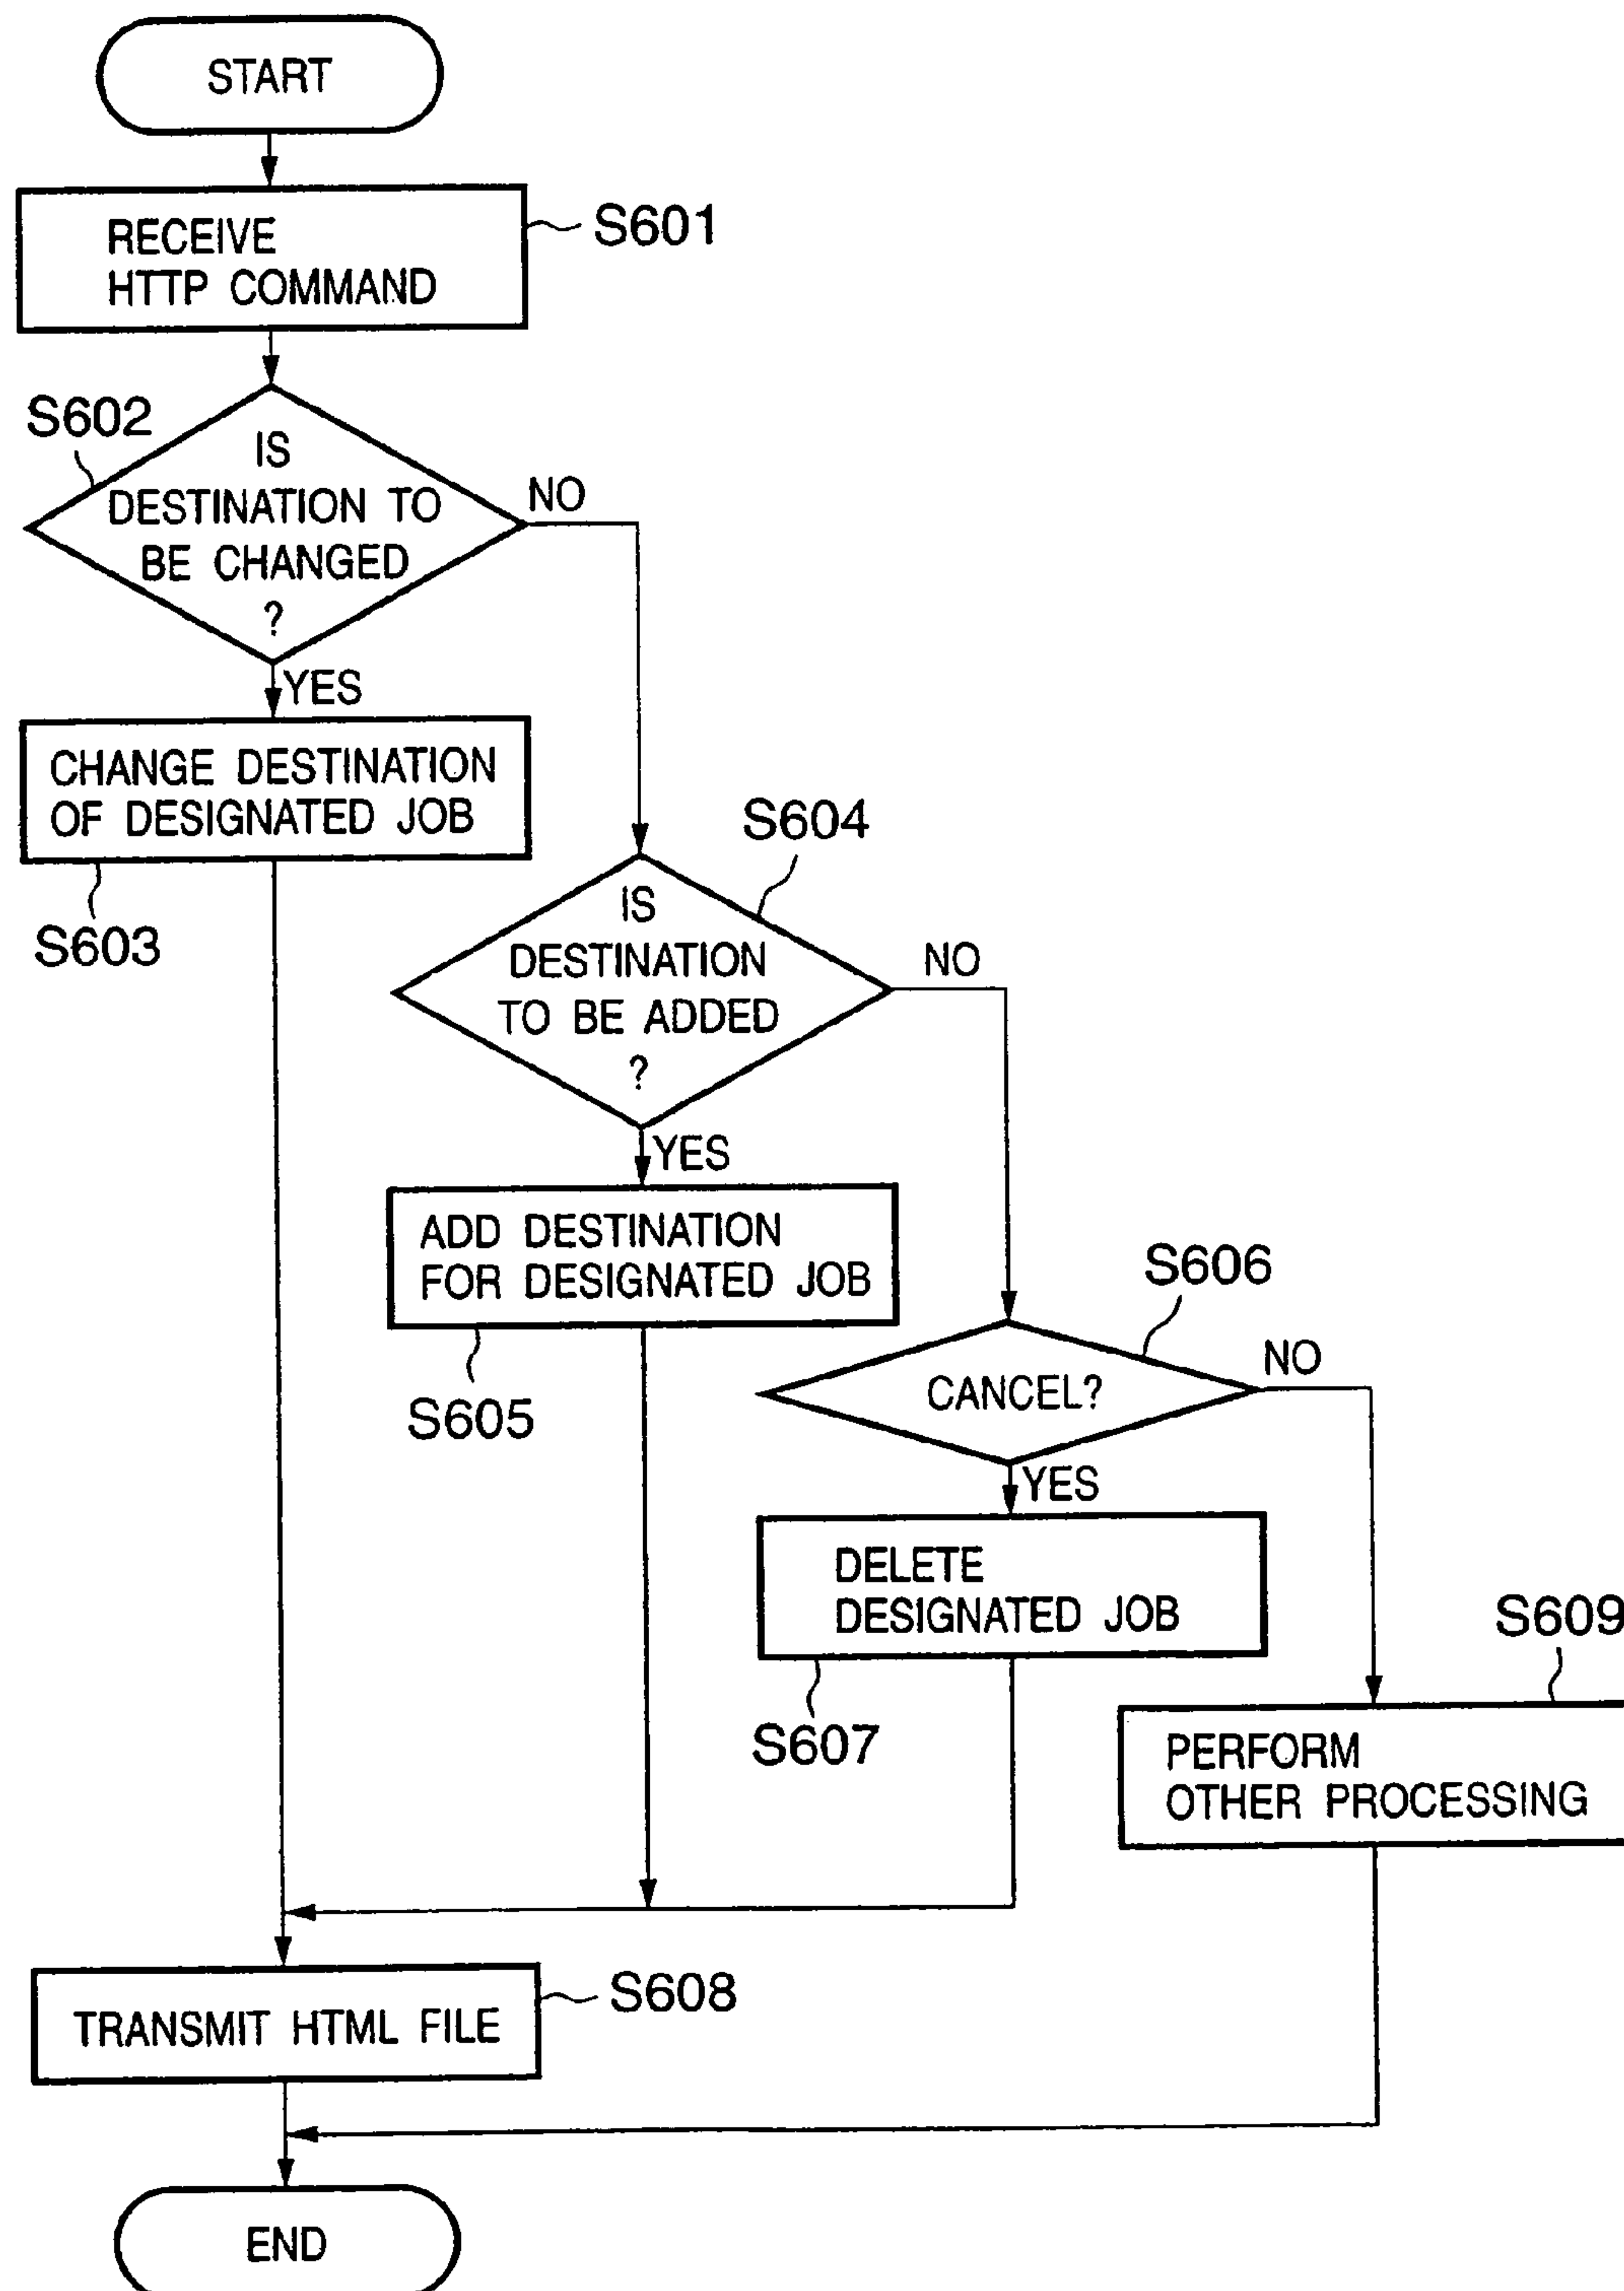 START
RECEIVE
HTTP COMMAND
S601
S602
IS
DESTINATION TO
BE CHANGED
?
NO
YES
CHANGE DESTINATION
OF DESIGNATED JOB
S603
S604
IS
DESTINATION
TO BE ADDED
?
NO
YES
ADD DESTINATION
FOR DESIGNATED JOB
S605
S606
CANCEL?
NO
YES
DELETE
DESIGNATED JOB
S607
S609
PERFORM
OTHER PROCESSING
TRANSMIT HTML FILE
S608
END